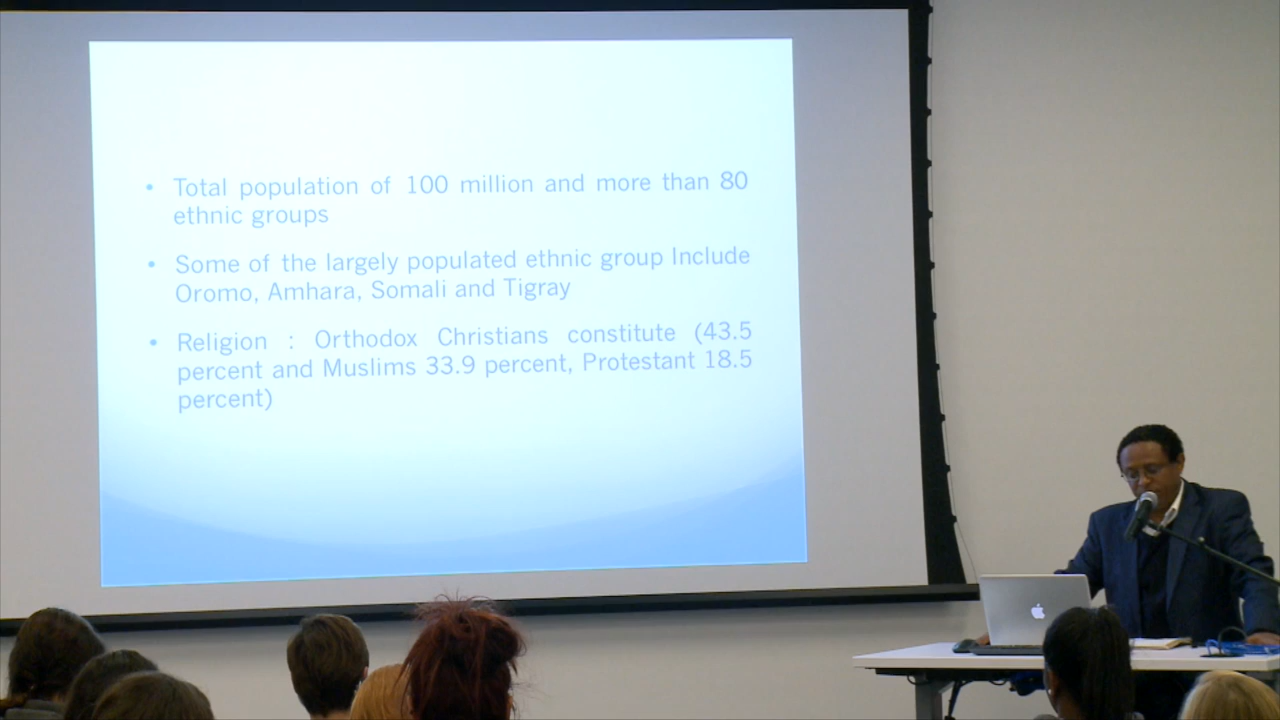 • Total population of 100 million and more than 80
ethnic groups
• Some of the largely populated ethnic group Include
Oromo, Amhara, Somali and Tigray
• Religion : Orthodox Christians constitute (43.5
percent and Muslims 33.9 percent, Protestant 18.5
percent)